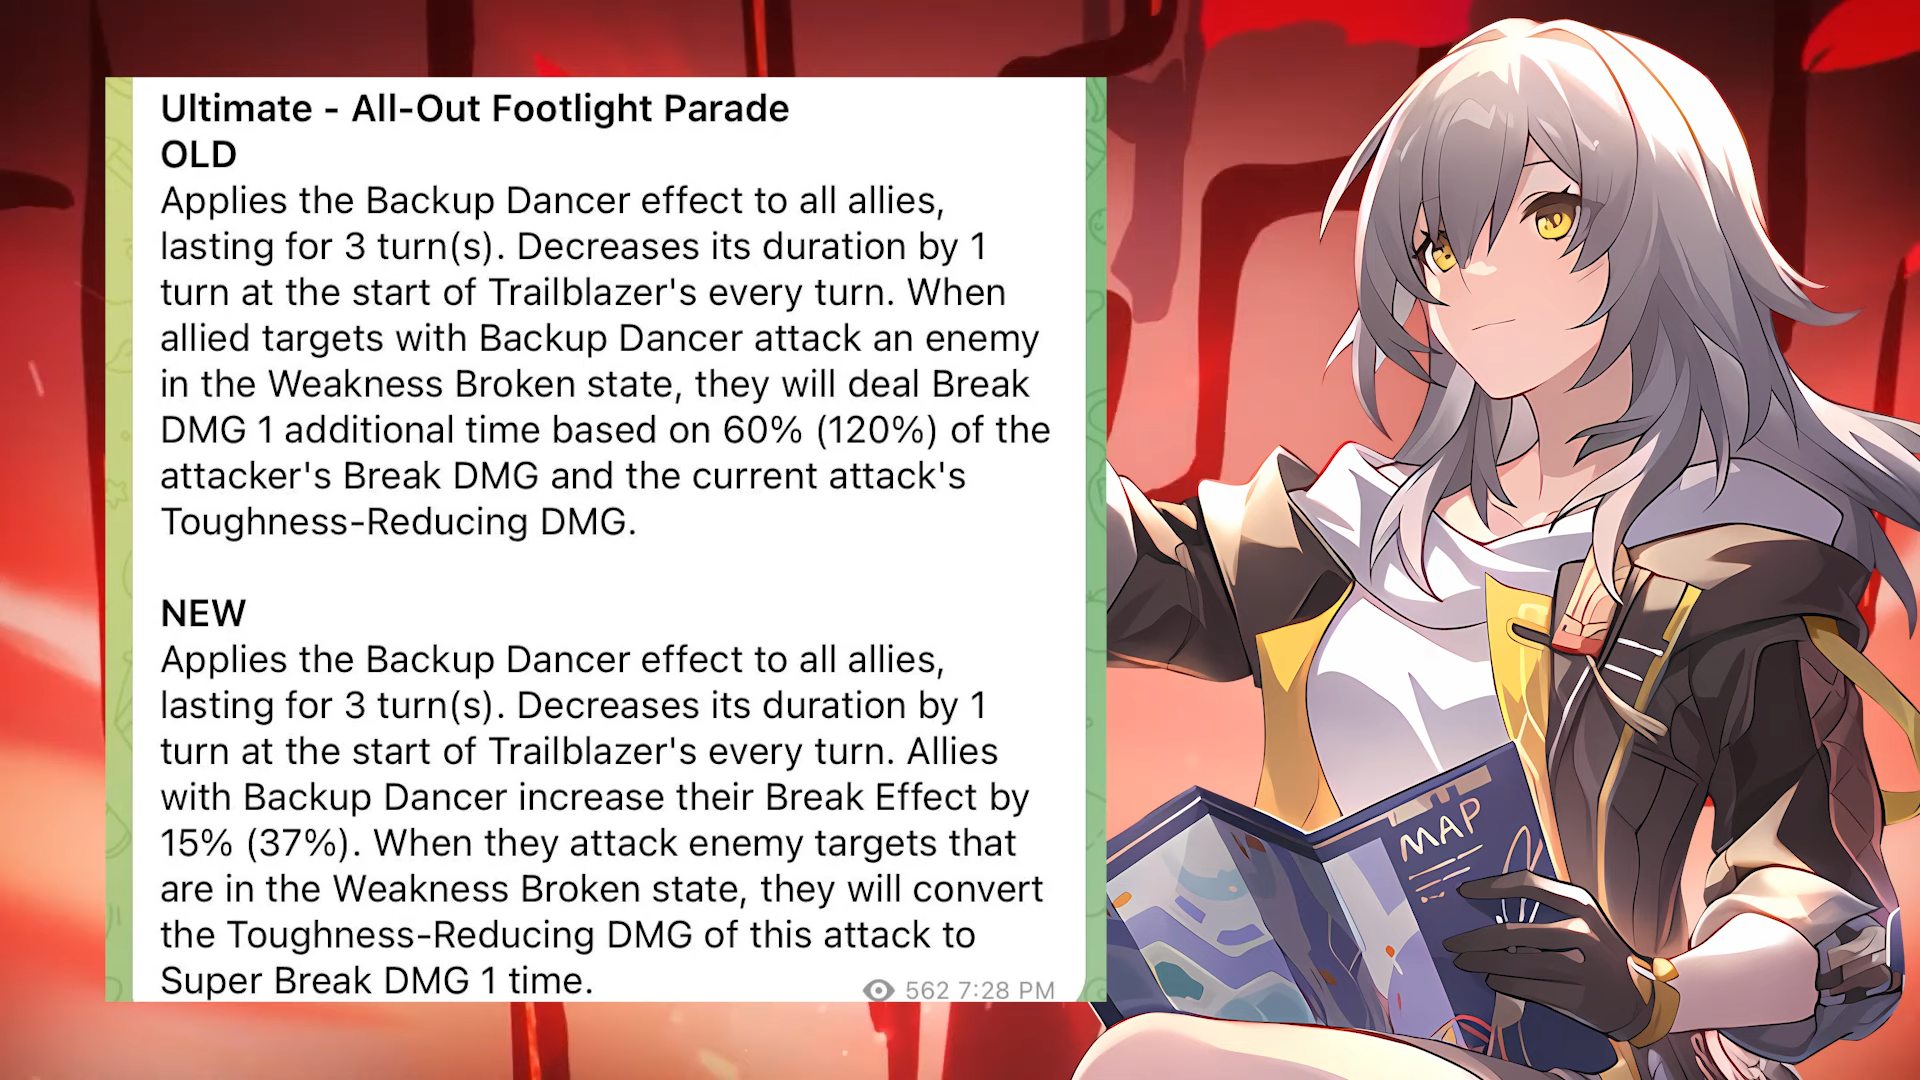 Ultimate - All-Out Footlight Parade
OLD
Applies the Backup Dancer effect to all allies,
lasting for 3 turn(s). Decreases its duration by 1
turn at the start of Trailblazer's every turn. When
allied targets with Backup Dancer attack an enemy
in the Weakness Broken state, they will deal Break
DMG 1 additional time based on 60% (120%) of the
attacker's Break DMG and the current attack's
Toughness-Reducing DMG.
NEW
Applies the Backup Dancer effect to all allies,
lasting for 3 turn(s). Decreases its duration by 1
turn at the start of Trailblazer's every turn. Allies
with Backup Dancer increase their Break Effect by
15% (37%). When they attack enemy targets that
are in the Weakness Broken state, they will convert
the Toughness-Reducing DMG of this attack to
Super Break DMG 1 time.
562 7:28 PM
MAP